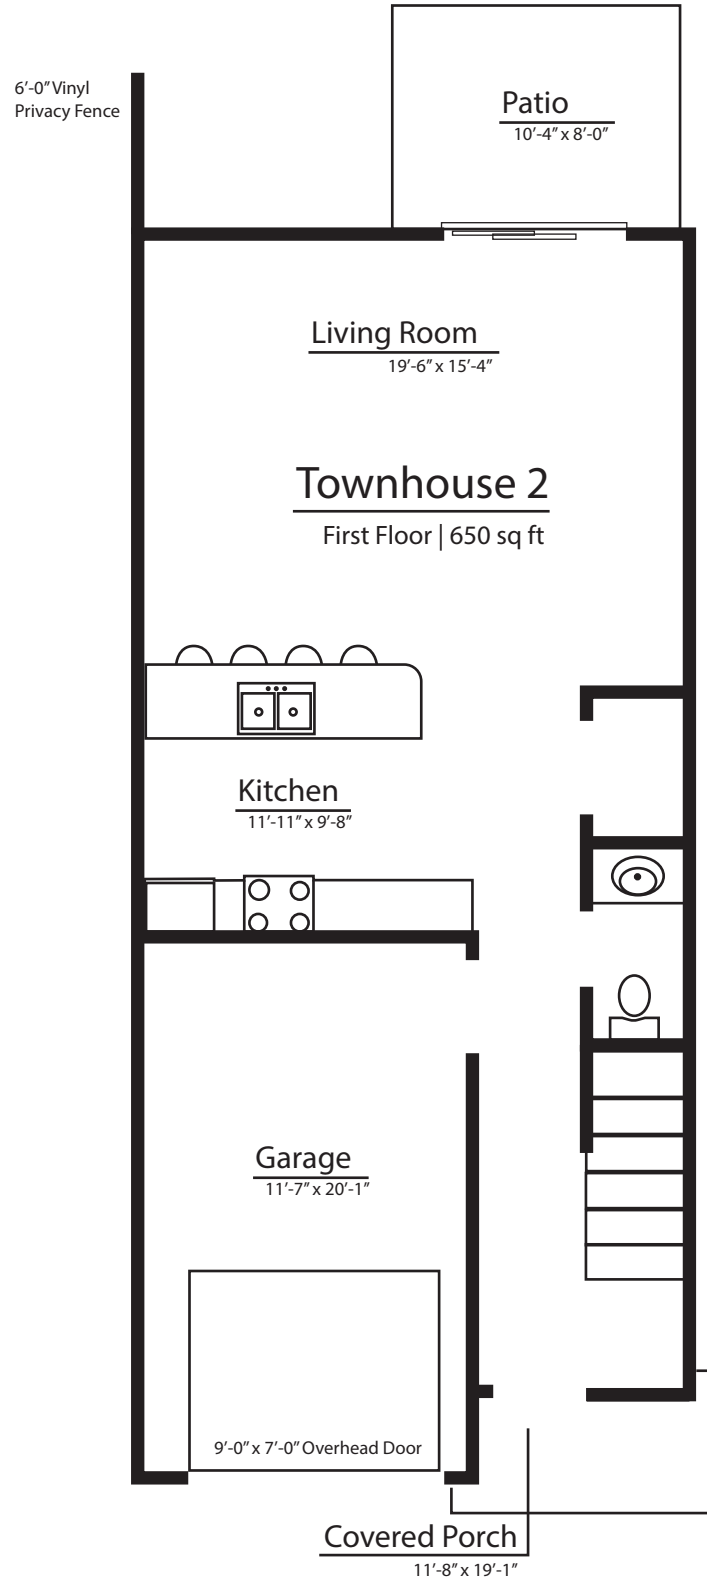 6’-0” Vinyl
Privacy Fence
Patio
10’-4” x 8’-0”
Living Room
19’-6” x 15’-4”
Townhouse 2
First Floor | 650 sq ft
Kitchen
11’-11” x 9’-8”
Garage
11’-7” x 20’-1”
9’-0” x 7’-0” Overhead Door
Covered Porch
11’-8” x 19’-1”